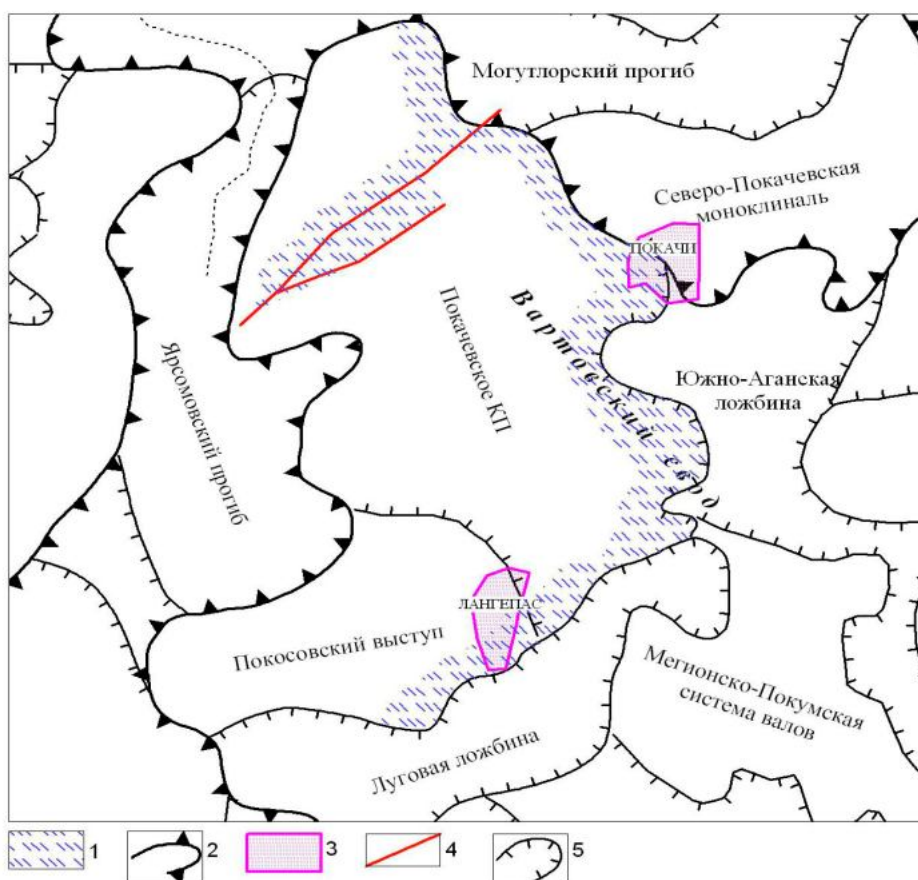 Могутлорский прогиб
Северо-Покачевская
моноклиналь
ПОКАЧИ
Вартовский свод
Покачевское КП
Южно-Аганская
ложбина
Ярсомовский прогиб
ЛАНГЕПАС
Покосовский выступ
Мегионско-Покумская
система валов
Луговая ложбина
1
2
3
4
5